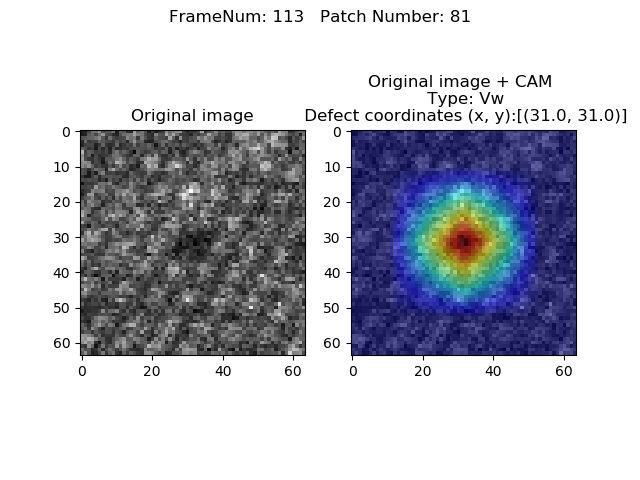 FrameNum: 113   Patch Number: 81
Original image
Original image + CAM
Type: Vw
Defect coordinates (x, y):[(31.0, 31.0)]
0
10
20
30
40
50
60
0 20 40 60
0
10
20
30
40
50
60
0 20 40 60